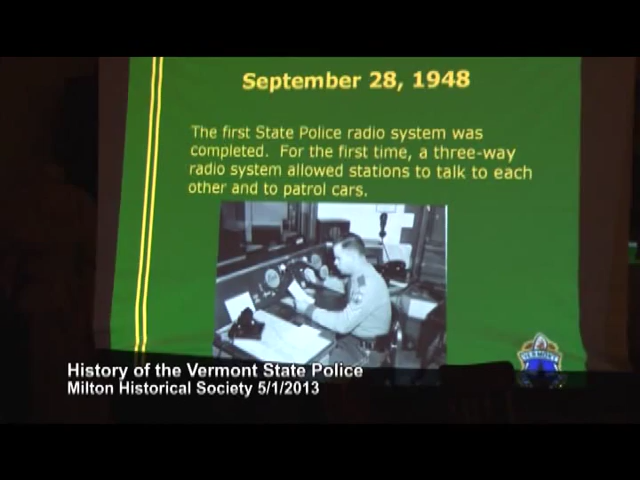 September 28, 1948
The first State Police radio system was
completed. For the first time, a three-way
radio system allowed stations to talk to each
other and to patrol cars.
VERMONT
History of the Vermont State Police
Milton Historical Society 5/1/2013